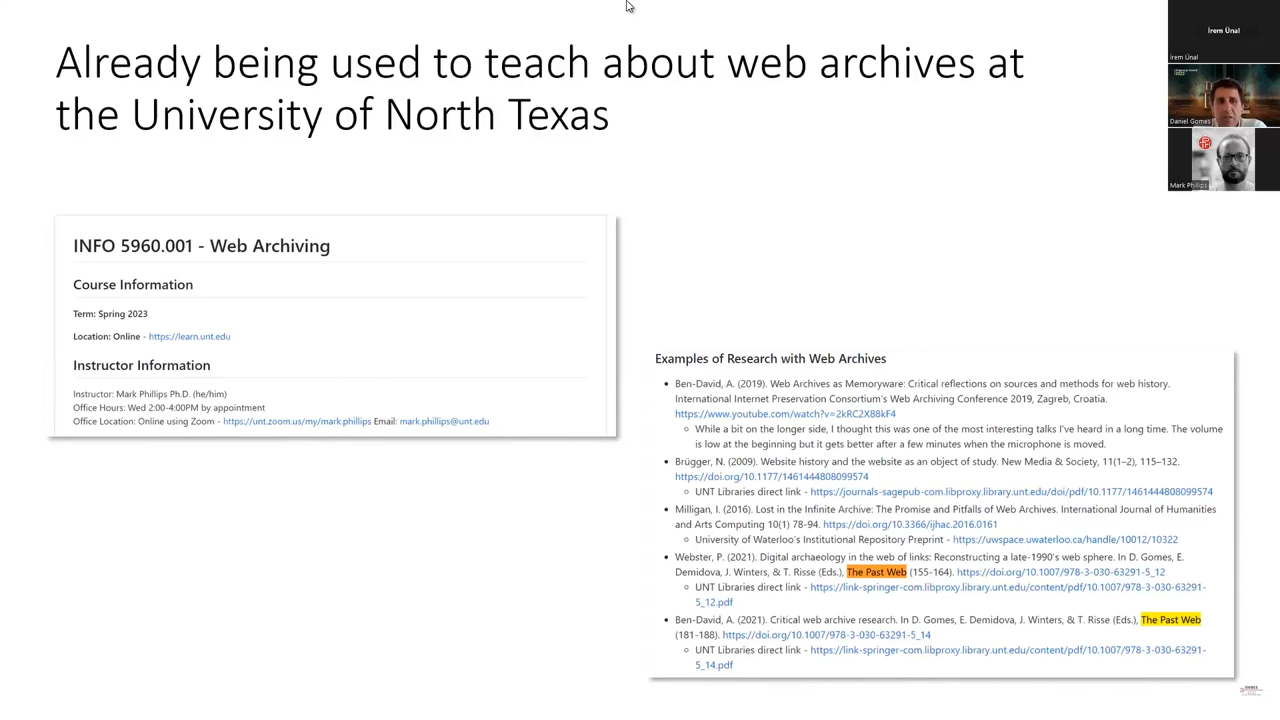 Already being used to teach about web archives at
the University of North Texas
İrem Ünal
İrem Ünal
Daniel Gomes
Mark Phillips
INFO 5960.001 - Web Archiving
Course Information
Term: Spring 2023
Location: Online - https://learn.unt.edu
Instructor Information
Instructor: Mark Phillips Ph.D. (he/him)
Office Hours: Wed 2:00-4:00PM by appointment
Office Location: Online using Zoom - https://unt.zoom.us/my/mark.phillips Email: mark.phillips@unt.edu
Examples of Research with Web Archives
• Ben-David, A. (2019). Web Archives as Memoryware: Critical reflections on sources and methods for web history.
International Internet Preservation Consortium's Web Archiving Conference 2019, Zagreb, Croatia.
https://www.youtube.com/watch?v=2kRC2X88kF4
While a bit on the longer side, I thought this was one of the most interesting talks I've heard in a long time. The volume
is low at the beginning but it gets better after a few minutes when the microphone is moved.
• Brügger, N. (2009). Website history and the website as an object of study. New Media & Society, 11(1–2), 115–132.
https://doi.org/10.1177/1461444808099574
UNT Libraries direct link - https://journals-sagepub-com.libproxy.library.unt.edu/doi/pdf/10.1177/1461444808099574
• Milligan, I. (2016). Lost in the Infinite Archive: The Promise and Pitfalls of Web Archives. International Journal of Humanities
and Arts Computing 10(1) 78-94. https://doi.org/10.3366/ijhac.2016.0161
University of Waterloo's Institutional Repository Preprint - https://uwspace.uwaterloo.ca/handle/10012/10322
• Webster, P. (2021). Digital archaeology in the web of links: Reconstructing a late-1990's web sphere. In D. Gomes, E.
Demidova, J. Winters, & T. Risse (Eds.), The Past Web (155-164). https://doi.org/10.1007/978-3-030-63291-5_12
UNT Libraries direct link - https://link-springer-com.libproxy.library.unt.edu/content/pdf/10.1007/978-3-030-63291-
5_12.pdf
• Ben-David, A. (2021). Critical web archive research. In D. Gomes, E. Demidova, J. Winters, & T. Risse (Eds.), The Past Web
(181-188). https://doi.org/10.1007/978-3-030-63291-5_14
UNT Libraries direct link - https://link-springer-com.libproxy.library.unt.edu/content/pdf/10.1007/978-3-030-63291-
5_14.pdf